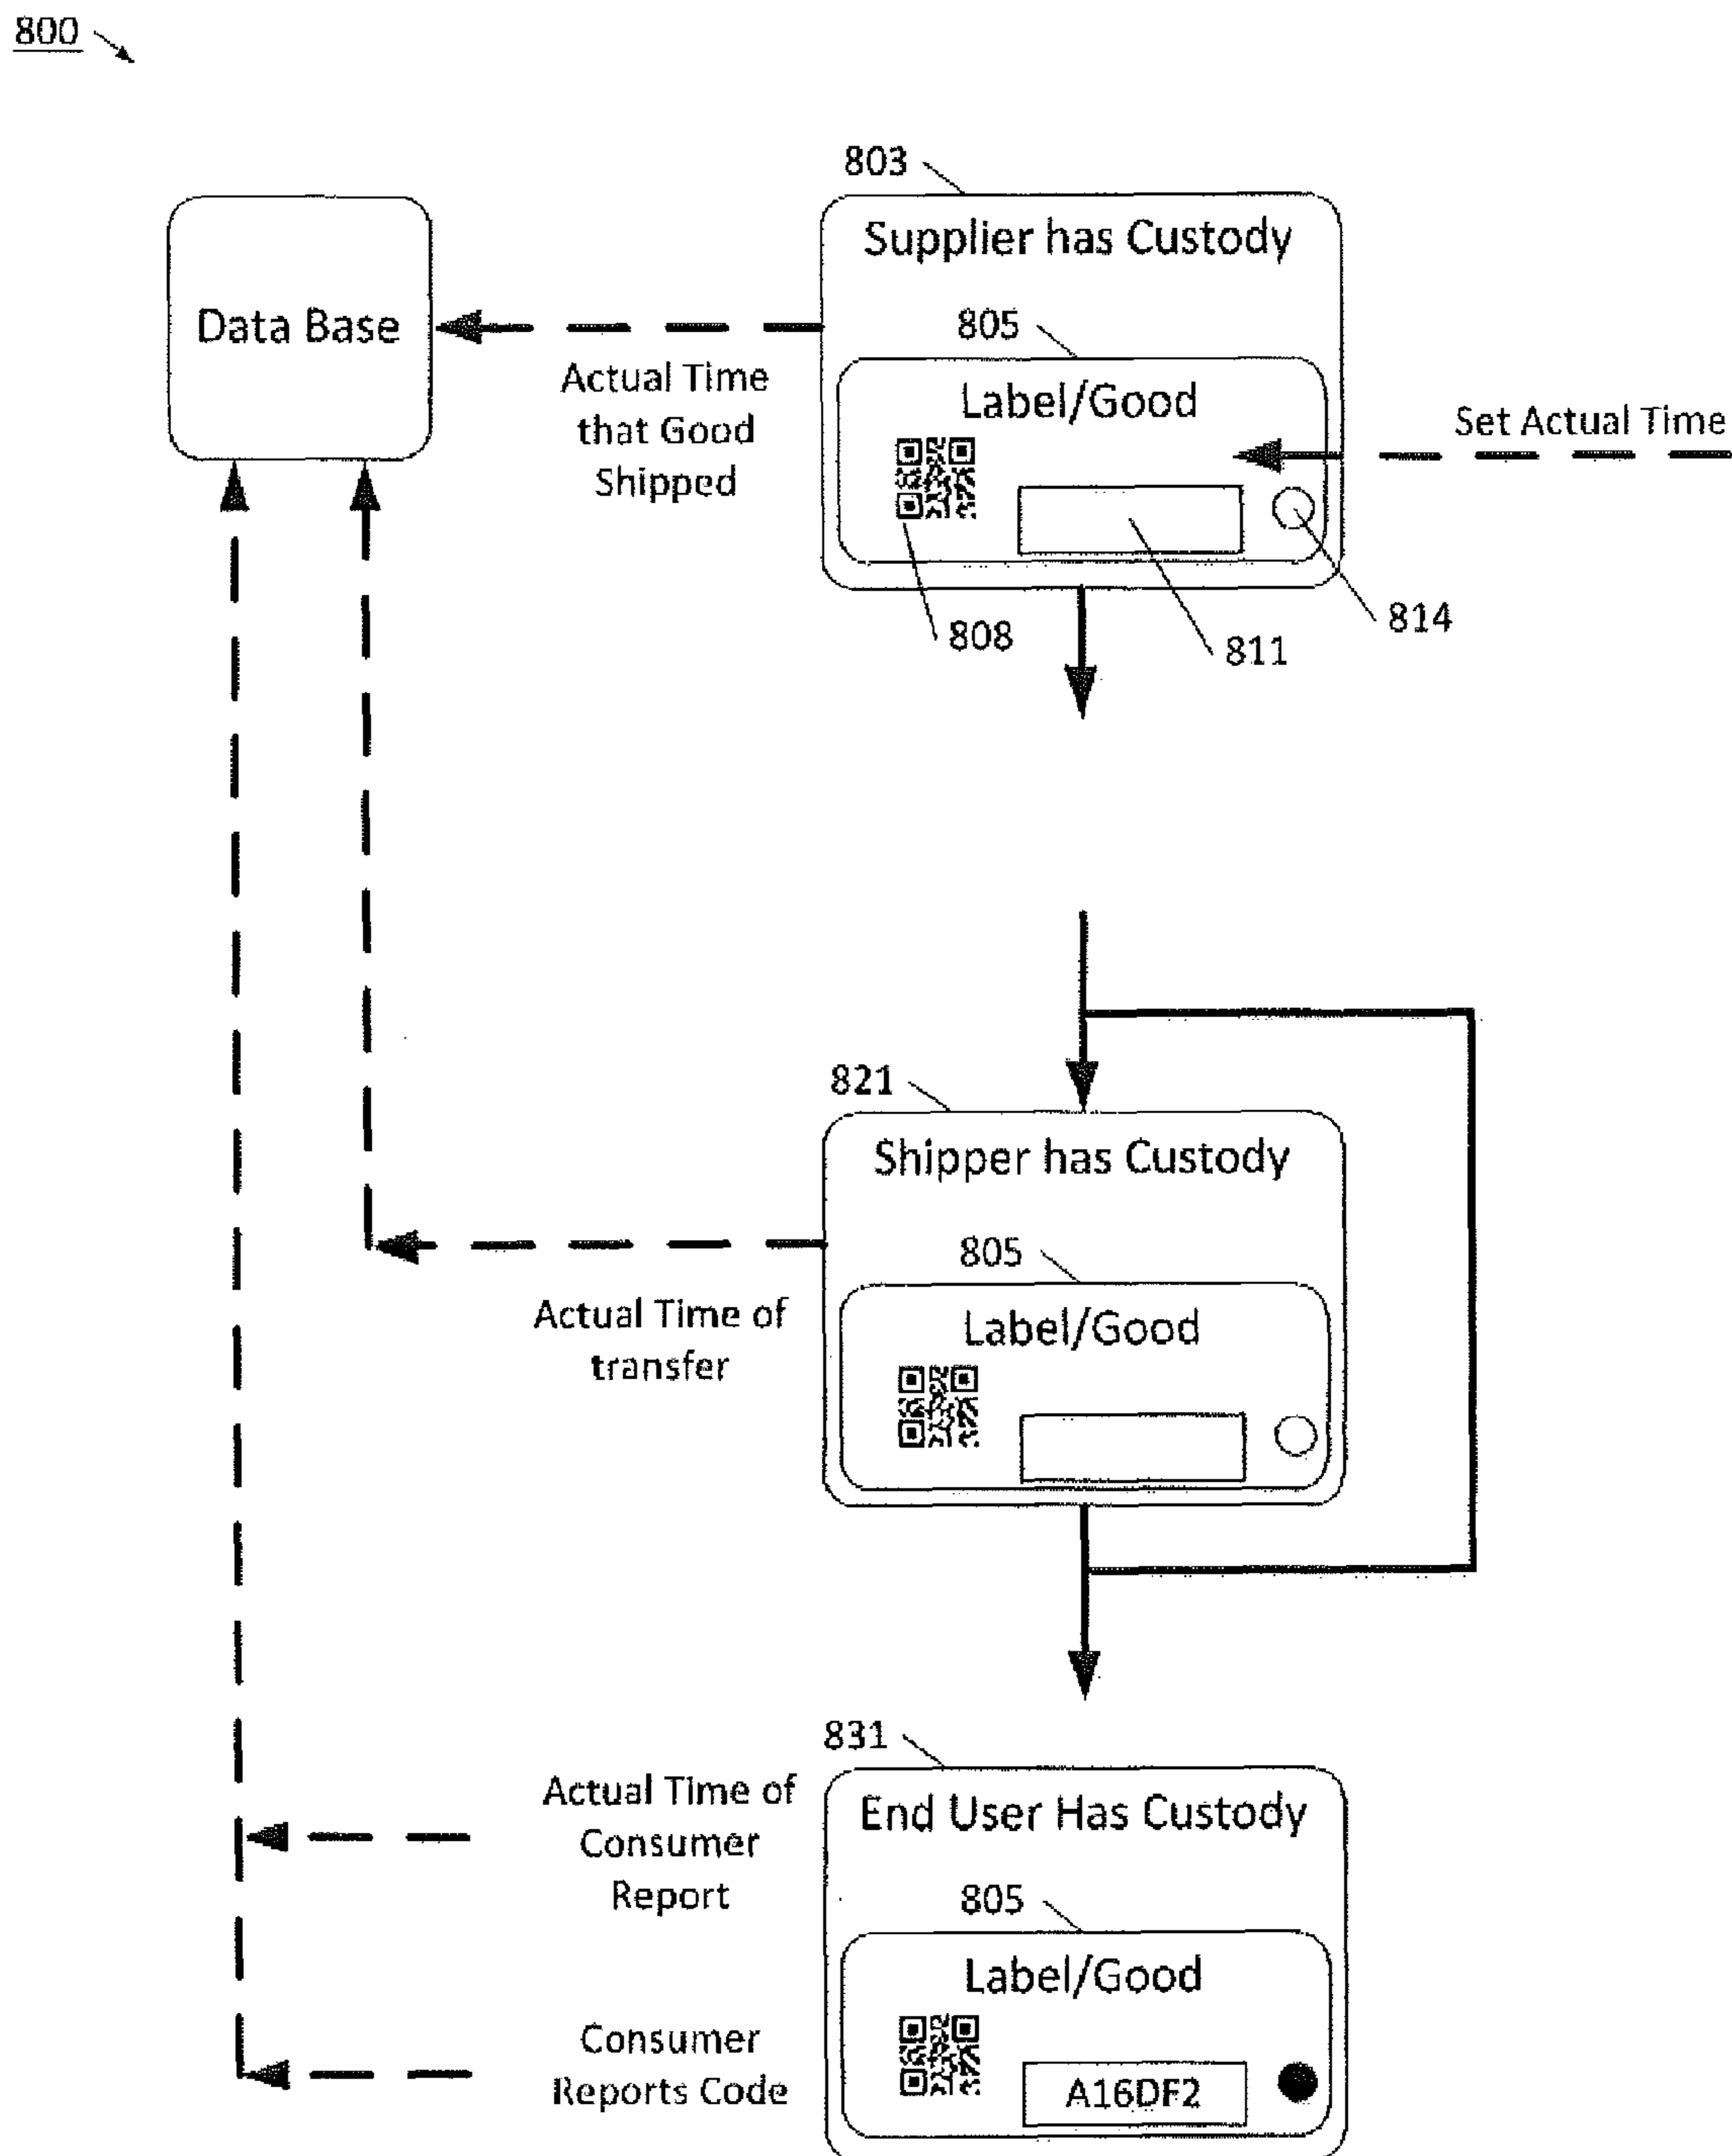 800
803
Supplier has Custody
Data Base
805
Actual Time
that Good
Shipped
Label/Good
Set Actual Time
808
811
814
821
Shipper has Custody
805
Actual Time of
transfer
Label/Good
831
Actual Time of
Consumer
Report
End User Has Custody
805
Label/Good
Consumer
Reports Code
A16DF2